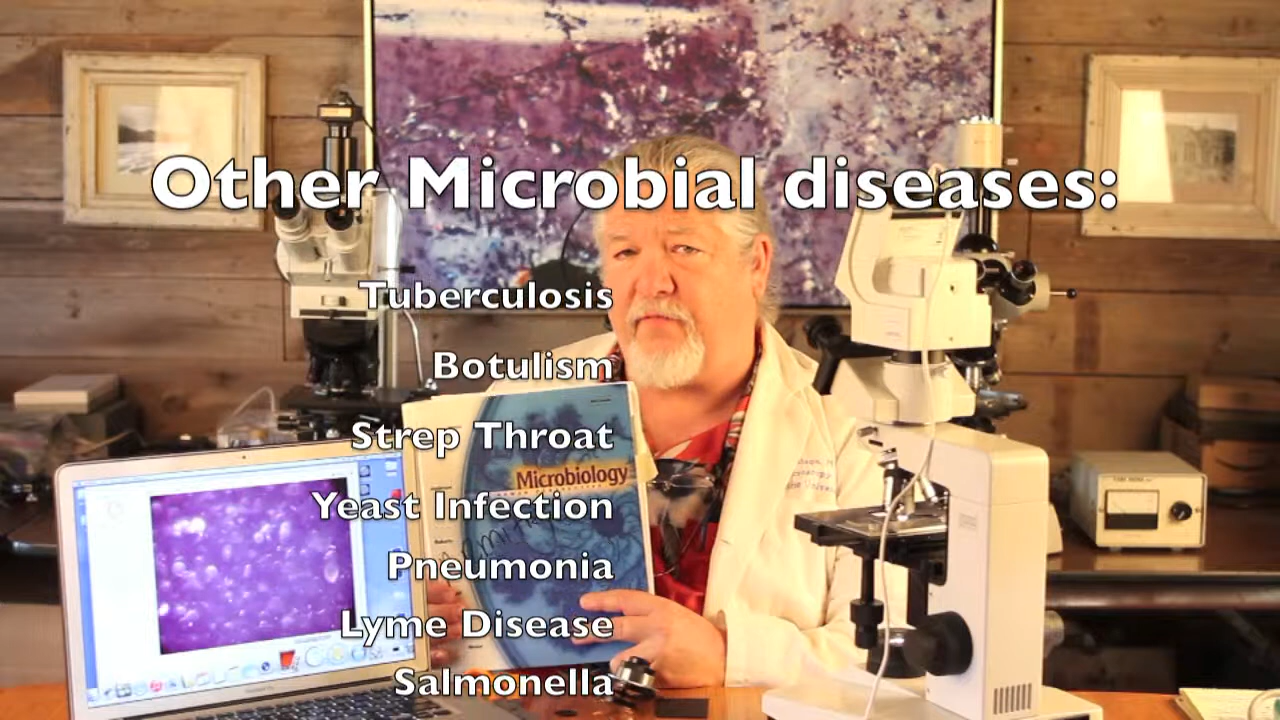 Other Microbial diseases:
Tuberculosis
Botulism
Strep Throat
Microbiology
Yeast Infection
Pneumonia
Lyme Disease
Salmonella